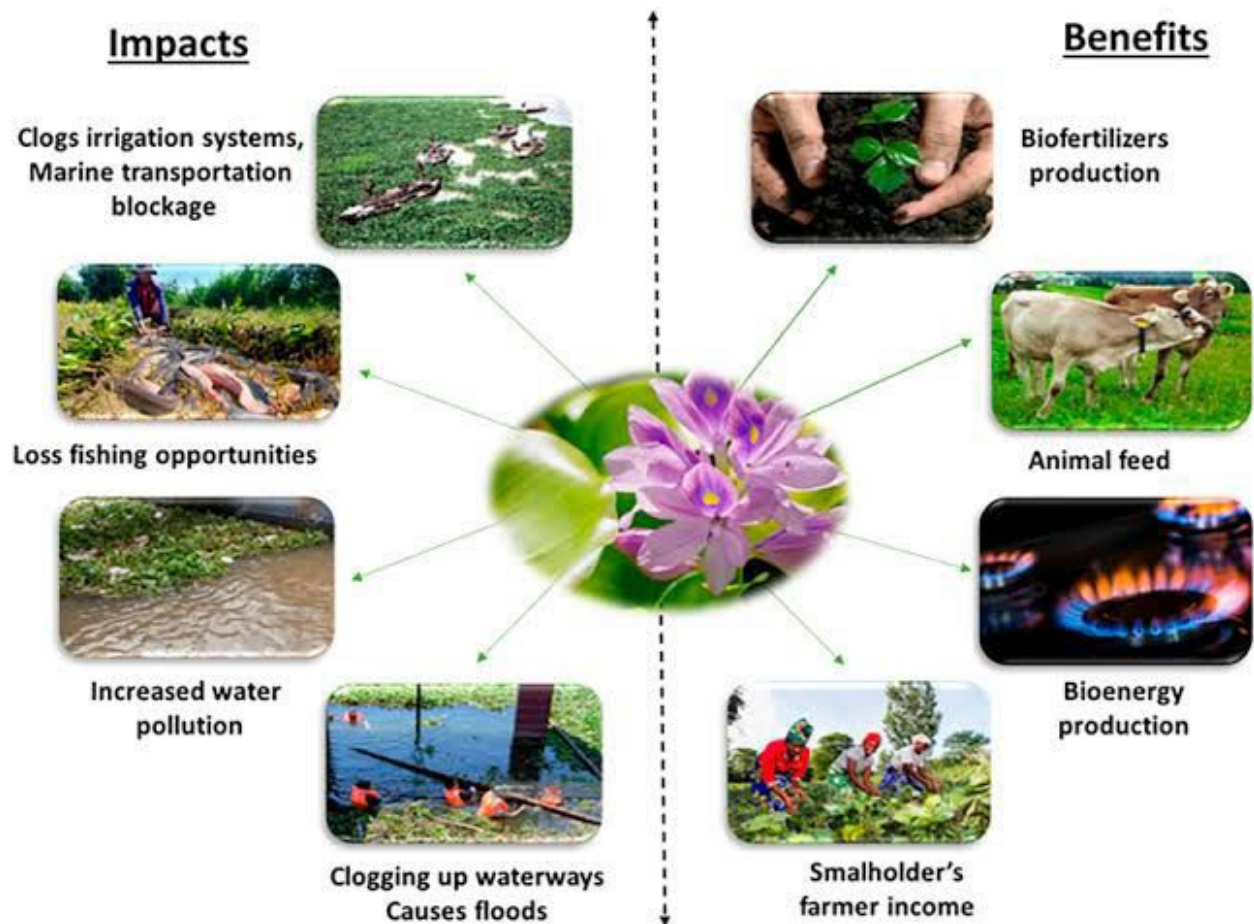 Impacts
Clogs irrigation systems,
Marine transportation
blockage
Loss fishing opportunities
Increased water
pollution
Clogging up waterways
Causes floods
Benefits
Biofertilizers
production
Animal feed
Bioenergy
production
Smalholder’s
farmer income